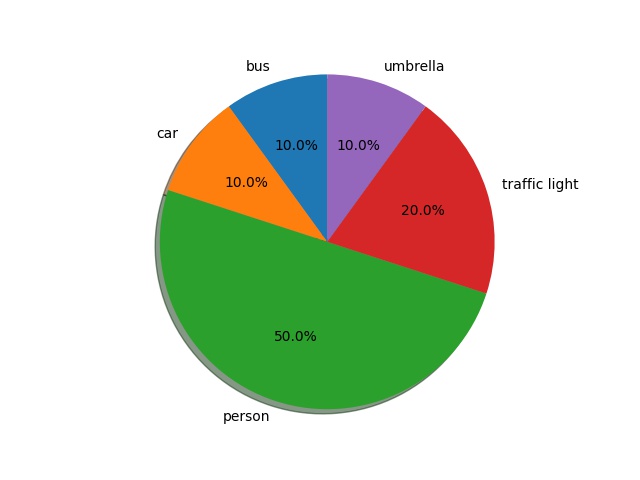 bus
umbrella
car
10.0%
10.0%
10.0%
traffic light
20.0%
50.0%
person